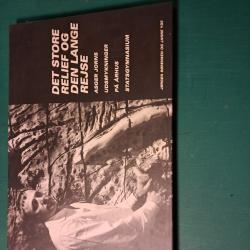 DET STORE
RELIEF OG
DEN LANGE
REJSE
ASGER JORNS
UDSMYKNINGER
PÅ ÅRHUS
STATSGYMNASIUM